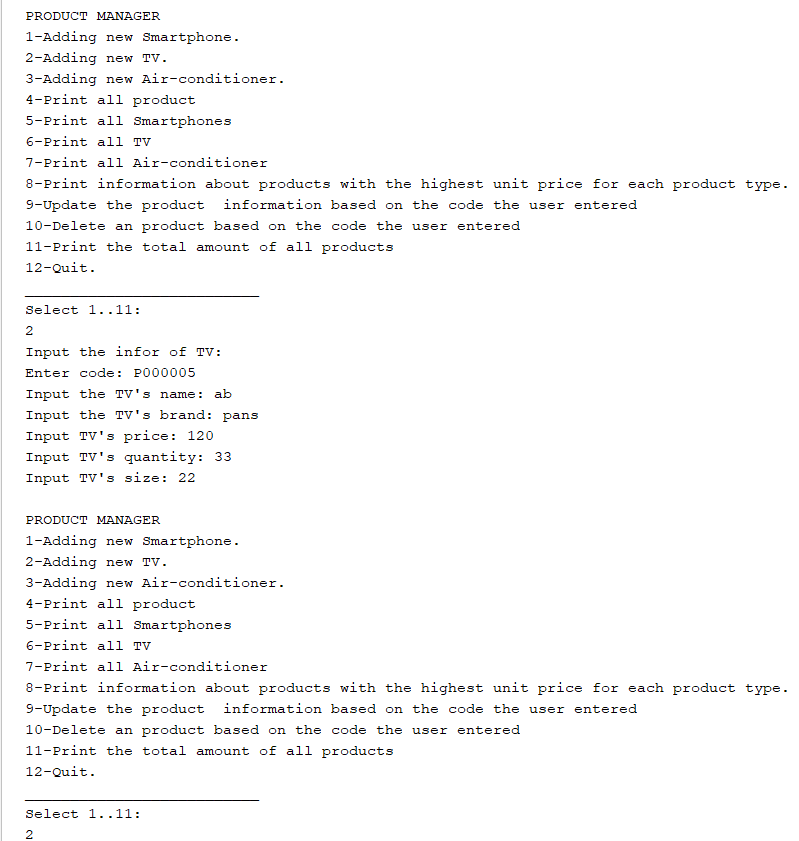 PRODUCT MANAGER
1-Adding new Smartphone.
2-Adding new TV.
3-Adding new Air-conditioner.
4-Print all product
5-Print all Smartphones
6-Print all TV
7-Print all Air-conditioner
8-Print information about products with the highest unit price for each product type.
9-Update the product  information based on the code the user entered
10-Delete an product based on the code the user entered
11-Print the total amount of all products
12-Quit.
__________________________
Select 1..11:
2
Input the infor of TV:
Enter code: P000005
Input the TV's name: ab
Input the TV's brand: pans
Input TV's price: 120
Input TV's quantity: 33
Input TV's size: 22
PRODUCT MANAGER
1-Adding new Smartphone.
2-Adding new TV.
3-Adding new Air-conditioner.
4-Print all product
5-Print all Smartphones
6-Print all TV
7-Print all Air-conditioner
8-Print information about products with the highest unit price for each product type.
9-Update the product  information based on the code the user entered
10-Delete an product based on the code the user entered
11-Print the total amount of all products
12-Quit.
__________________________
Select 1..11:
2